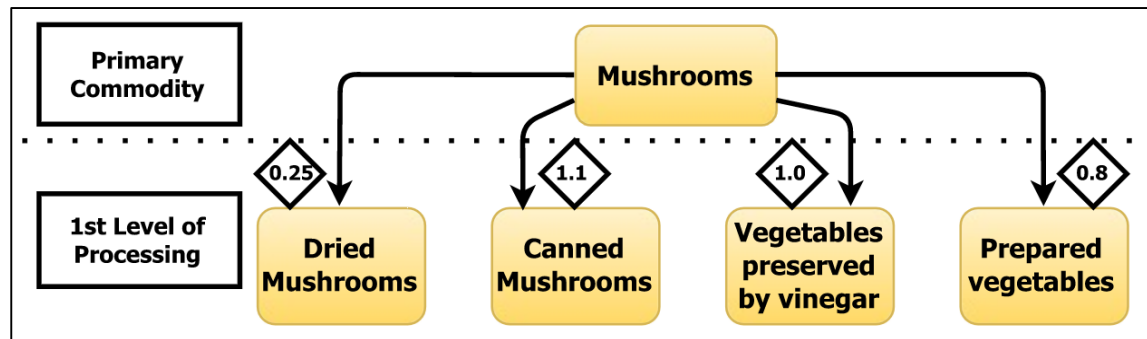 Primary
Commodity
Mushrooms
0.25
1.1
1.0
0.8
1st Level of
Processing
Dried
Mushrooms
Canned
Mushrooms
Vegetables
preserved
by vinegar
Prepared
vegetables